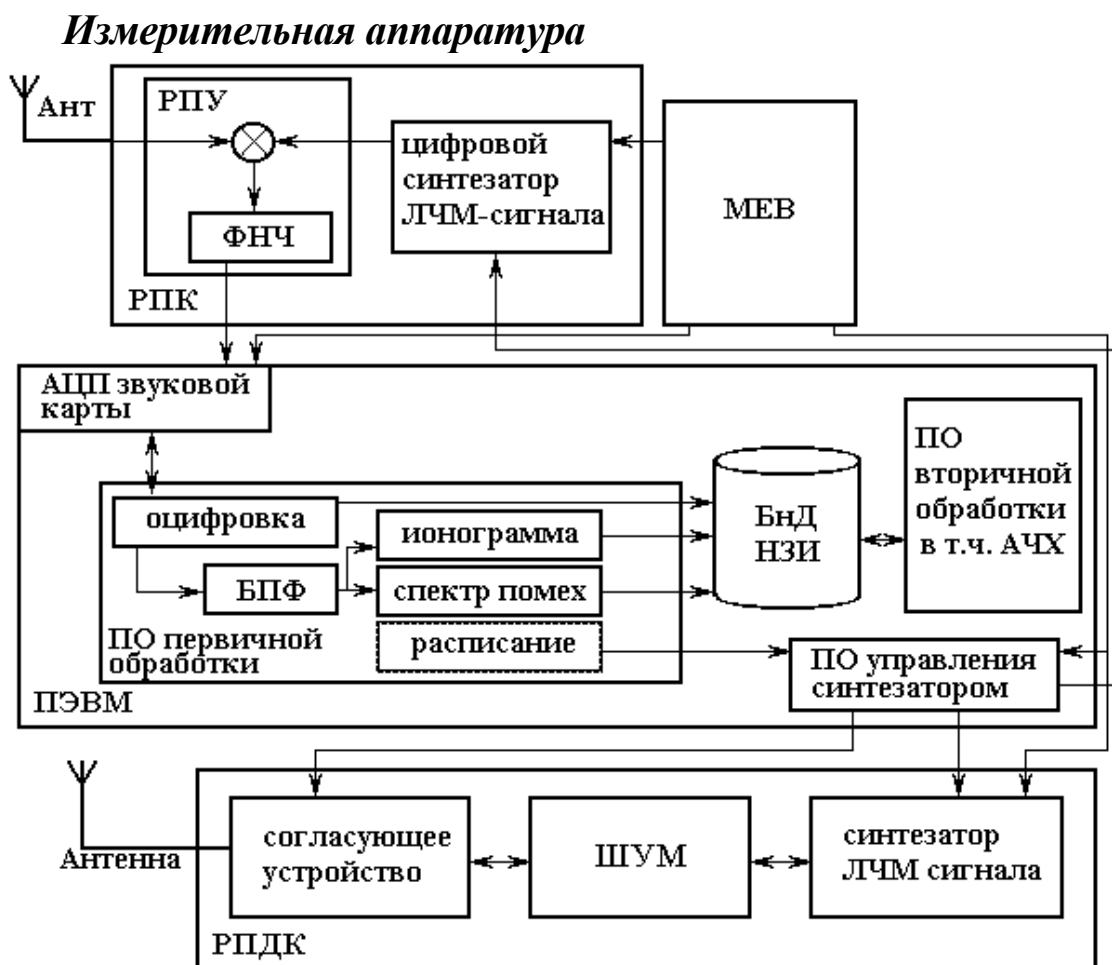 Измерительная аппаратура
Ант
РПУ
цифровой
синтезатор
ЛЧМ-сигнала
МЕВ
ФНЧ
РПК
АЦП звуковой
карты
оцифровка
БПФ
ионограмма
спектр помех
расписание
ПО первичной
обработки
БнД
НЗИ
ПО
вторичной
обработки
в т.ч. АЧХ
ПО управления
синтезатором
ПЭВМ
Антенна
согласующее
устройство
ШУМ
синтезатор
ЛЧМ сигнала
РПДК